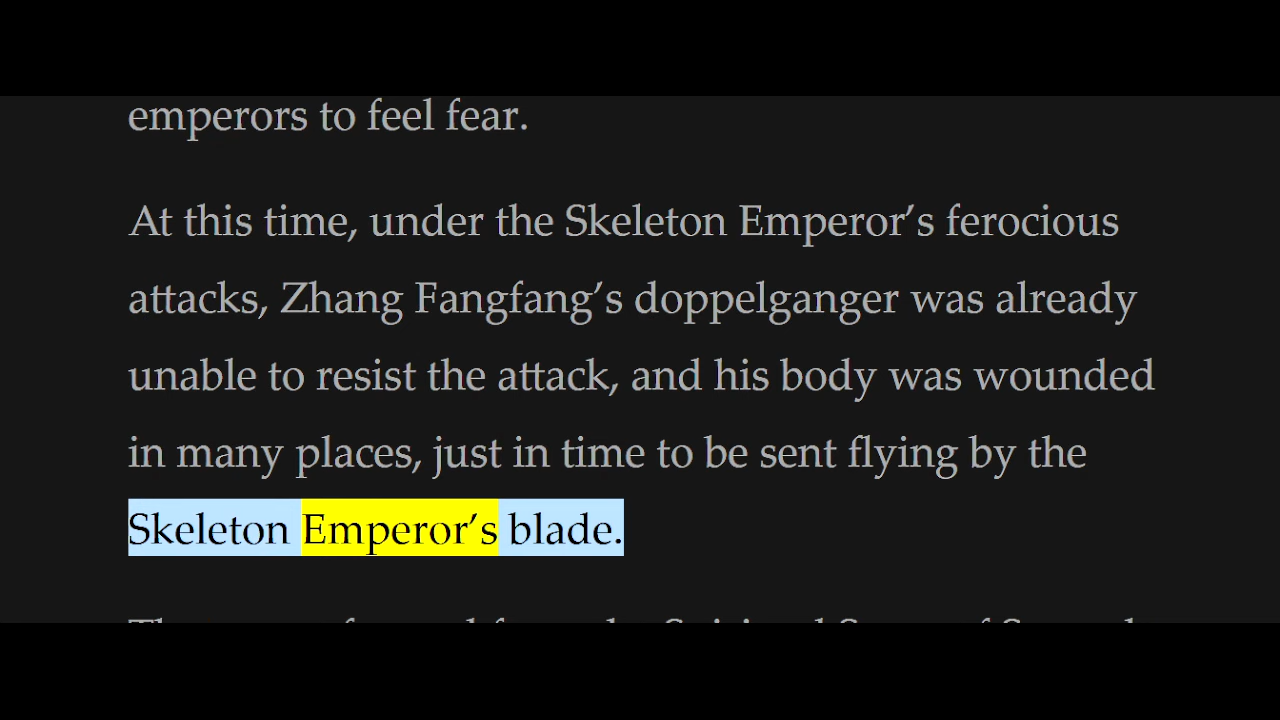 emperors to feel fear.
At this time, under the Skeleton Emperor’s ferocious
attacks, Zhang Fangfang’s doppelganger was already
unable to resist the attack, and his body was wounded
in many places, just in time to be sent flying by the
Skeleton Emperor’s blade.